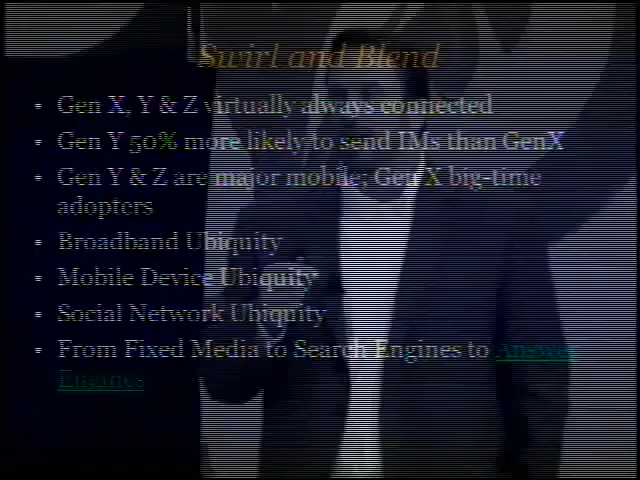 Swirl and Blend
• Gen X, Y & Z virtually always connected
• Gen Y 50% more likely to send IMs than GenX
• Gen Y & Z are major mobile; Gen X big-time
adopters
• Broadband Ubiquity
• Mobile Device Ubiquity
• Social Network Ubiquity
• From Fixed Media to Search Engines to Answer
Engines